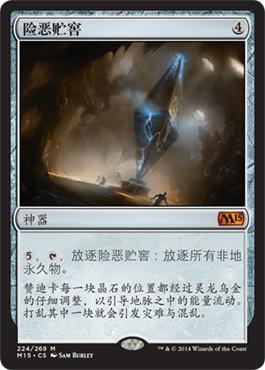 险恶贮窖 4
神器 M15
5，T，放逐险恶贮窖：放逐所有非地
永久物。
赞迪卡每一块晶石的位置都经过灵龙乌金
的仔细调整，以引导地脉之中的能量流动。
打乱其中一块就会引发灾难与混乱。
224/269 M
M15 • CS SAM BURLEY
™ & © 2014 Wizards of the Coast